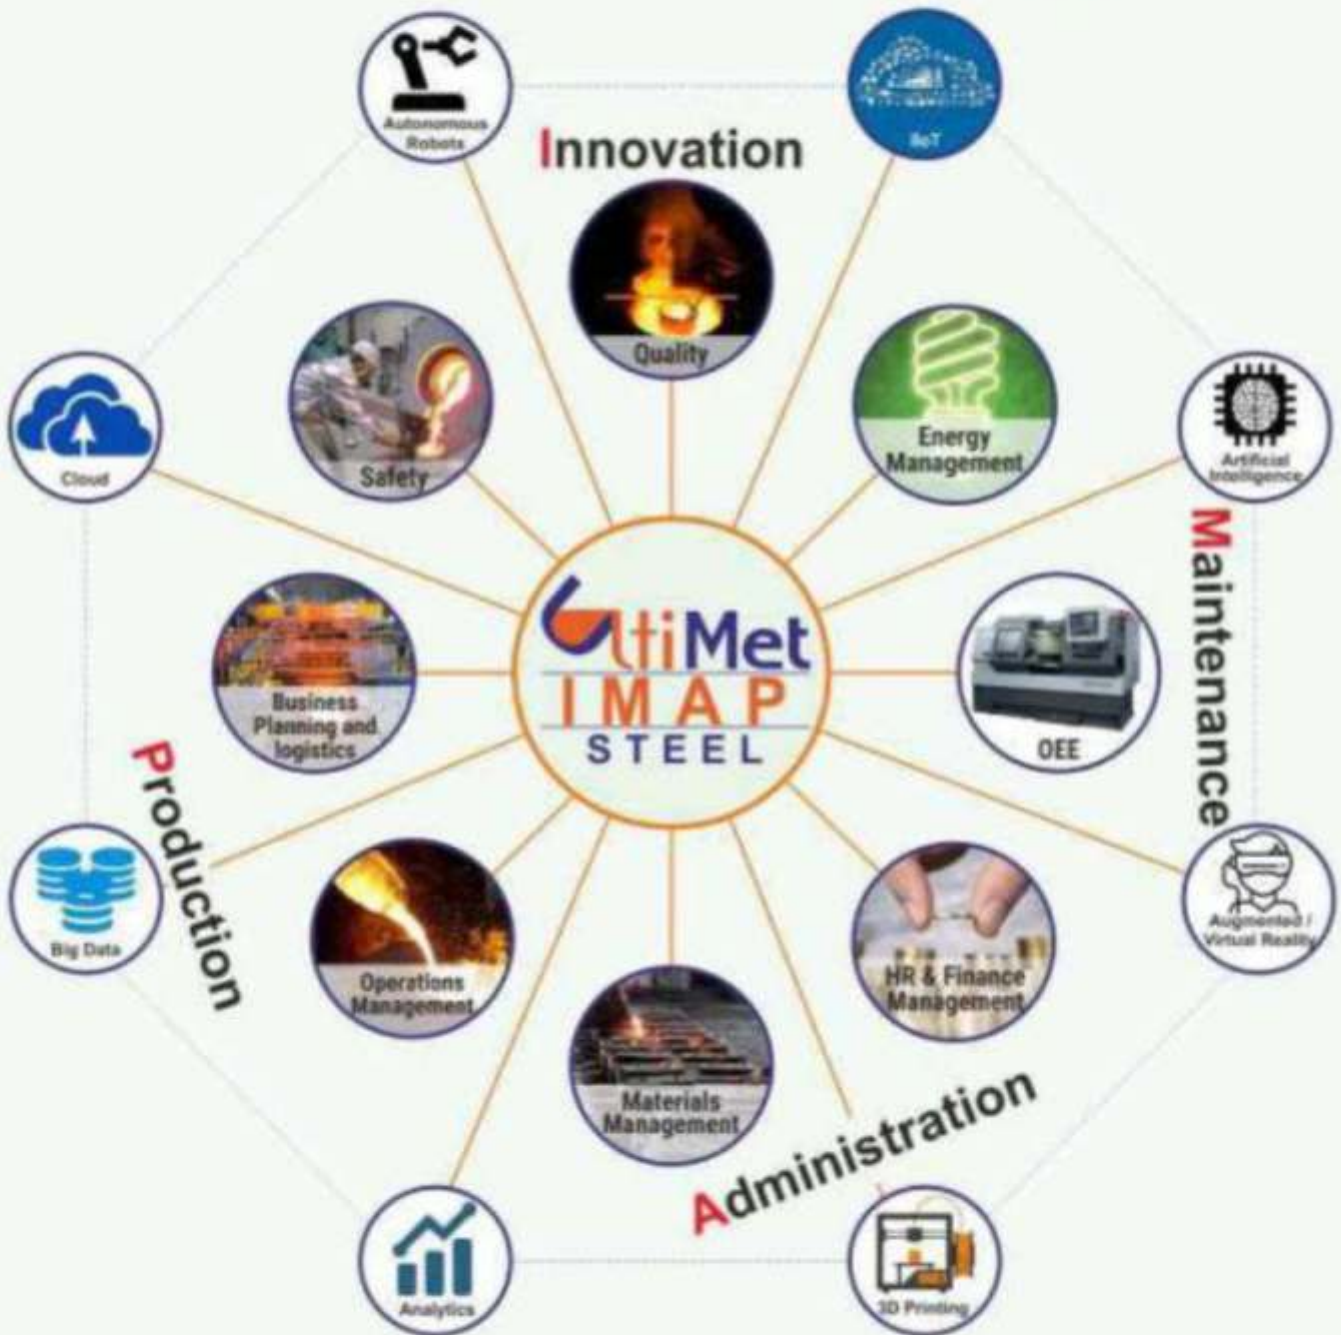 Autonomous
Robots
IIoT
Innovation
Quality
Safety
Energy
Management
Cloud
Artificial
Intelligence
UltiMet
IMAP
STEEL
Business
Planning and
logistics
OEE
Maintenance
Production
Big Data
Operations
Management
HR & Finance
Management
Augmented /
Virtual Reality
Materials
Management
Administration
Analytics
3D Printing